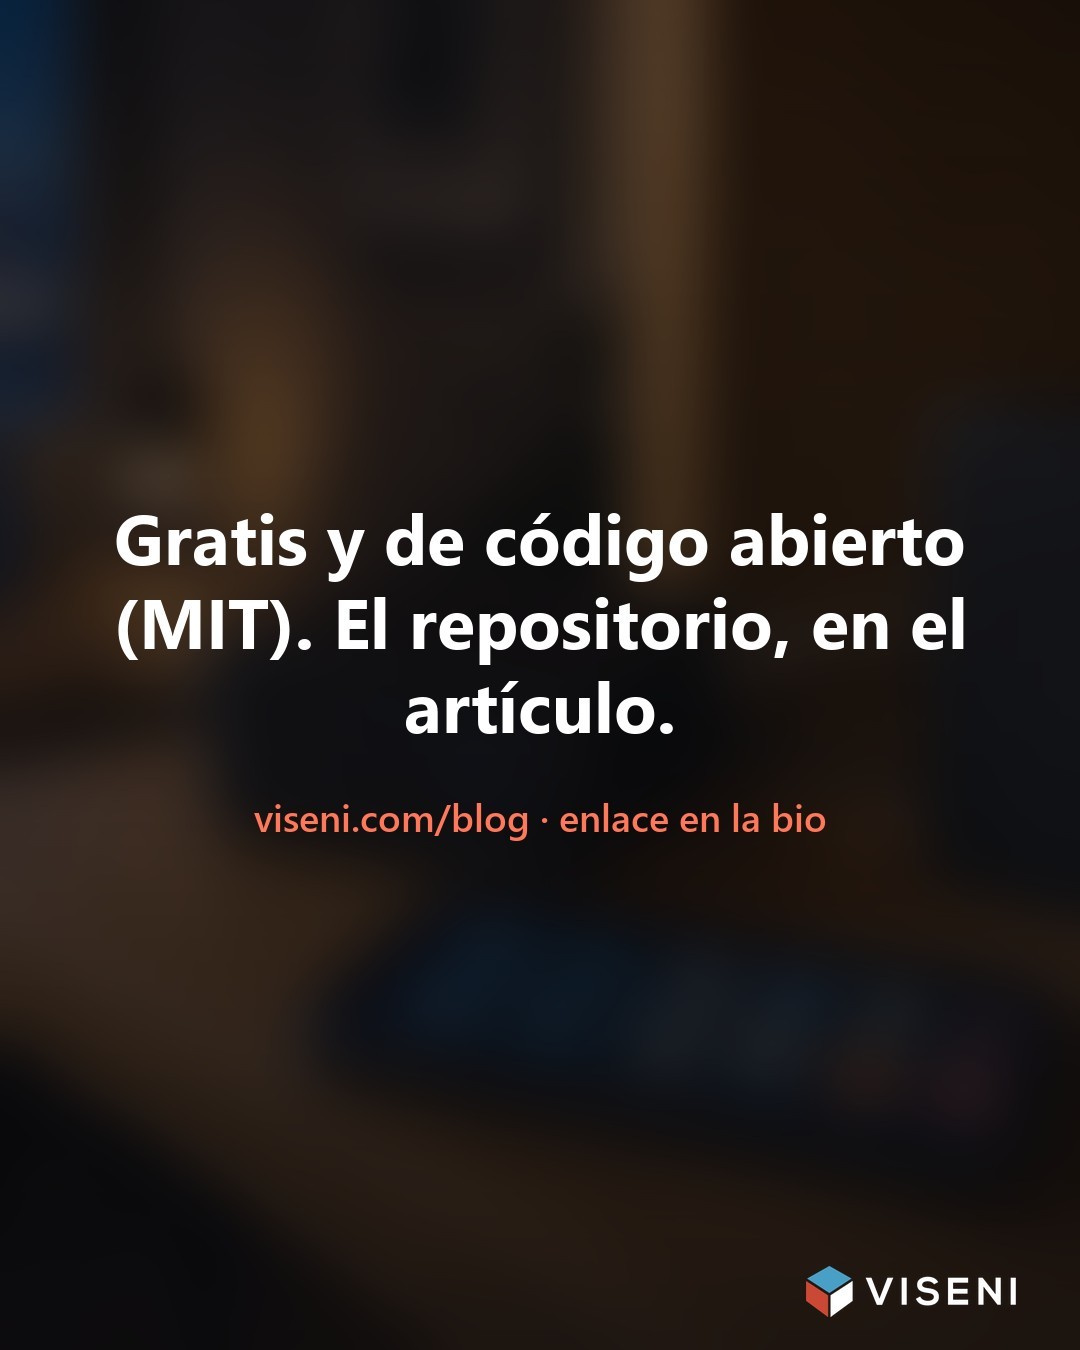 Gratis y de código abierto
(MIT). El repositorio, en el
artículo.
viseni.com/blog · enlace en la bio
VISENI